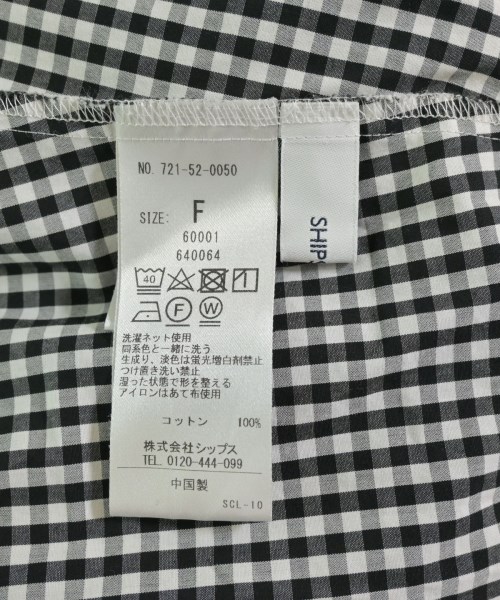 NO. 721-52-0050
SIZE: F
60001
640064
40
F
W
洗濯ネット使用
同系色と一緒に洗う
生成り、淡色は蛍光増白剤禁止
つけ置き洗い禁止
湿った状態で形を整える
アイロンはあて布使用
コットン 100%
株式会社シップス
TEL. 0120-444-099
中国製
SCL-10
SHIP